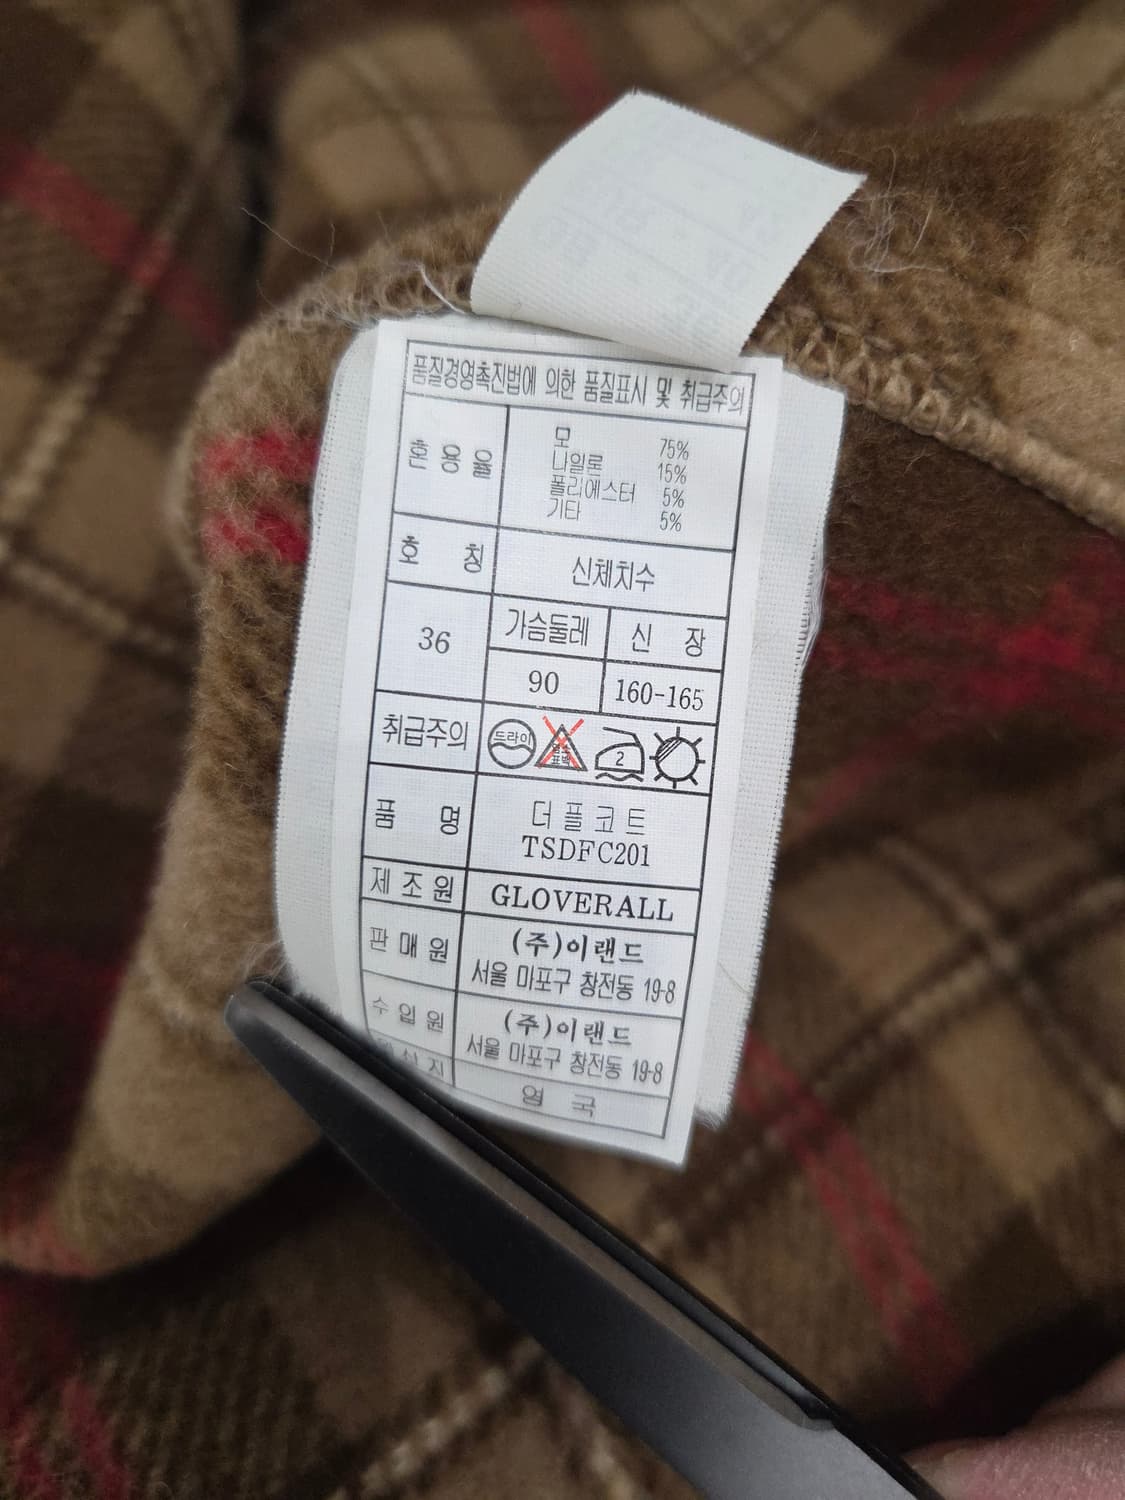 품질경영촉진법에 의한 품질표시 및 취급주의
혼용율
모 75%
나일론 15%
폴리에스터 5%
기타 5%
호칭 신체치수
36
가슴둘레 신장
90 160-165
취급주의 드라이 염소 표백 2
품명 더플코트
TSDFC201
제조원 GLOVERALL
판매원 (주)이랜드
서울 마포구 창전동 19-8
수입원 (주)이랜드
서울 마포구 창전동 19-8
영국